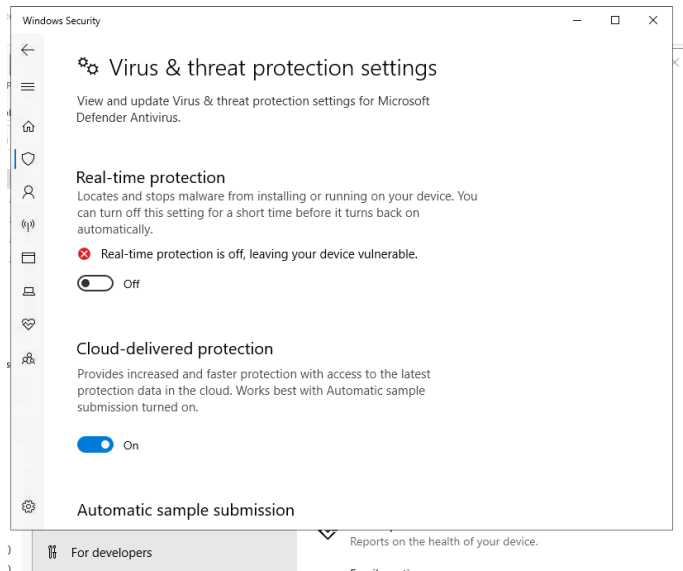 Windows Security
Virus & threat protection settings
View and update Virus & threat protection settings for Microsoft
Defender Antivirus.
Real-time protection
Locates and stops malware from installing or running on your device. You
can turn off this setting for a short time before it turns back on
automatically.
Real-time protection is off, leaving your device vulnerable.
Off
Cloud-delivered protection
Provides increased and faster protection with access to the latest
protection data in the cloud. Works best with Automatic sample
submission turned on.
On
Automatic sample submission
Reports on the health of your device.
For developers